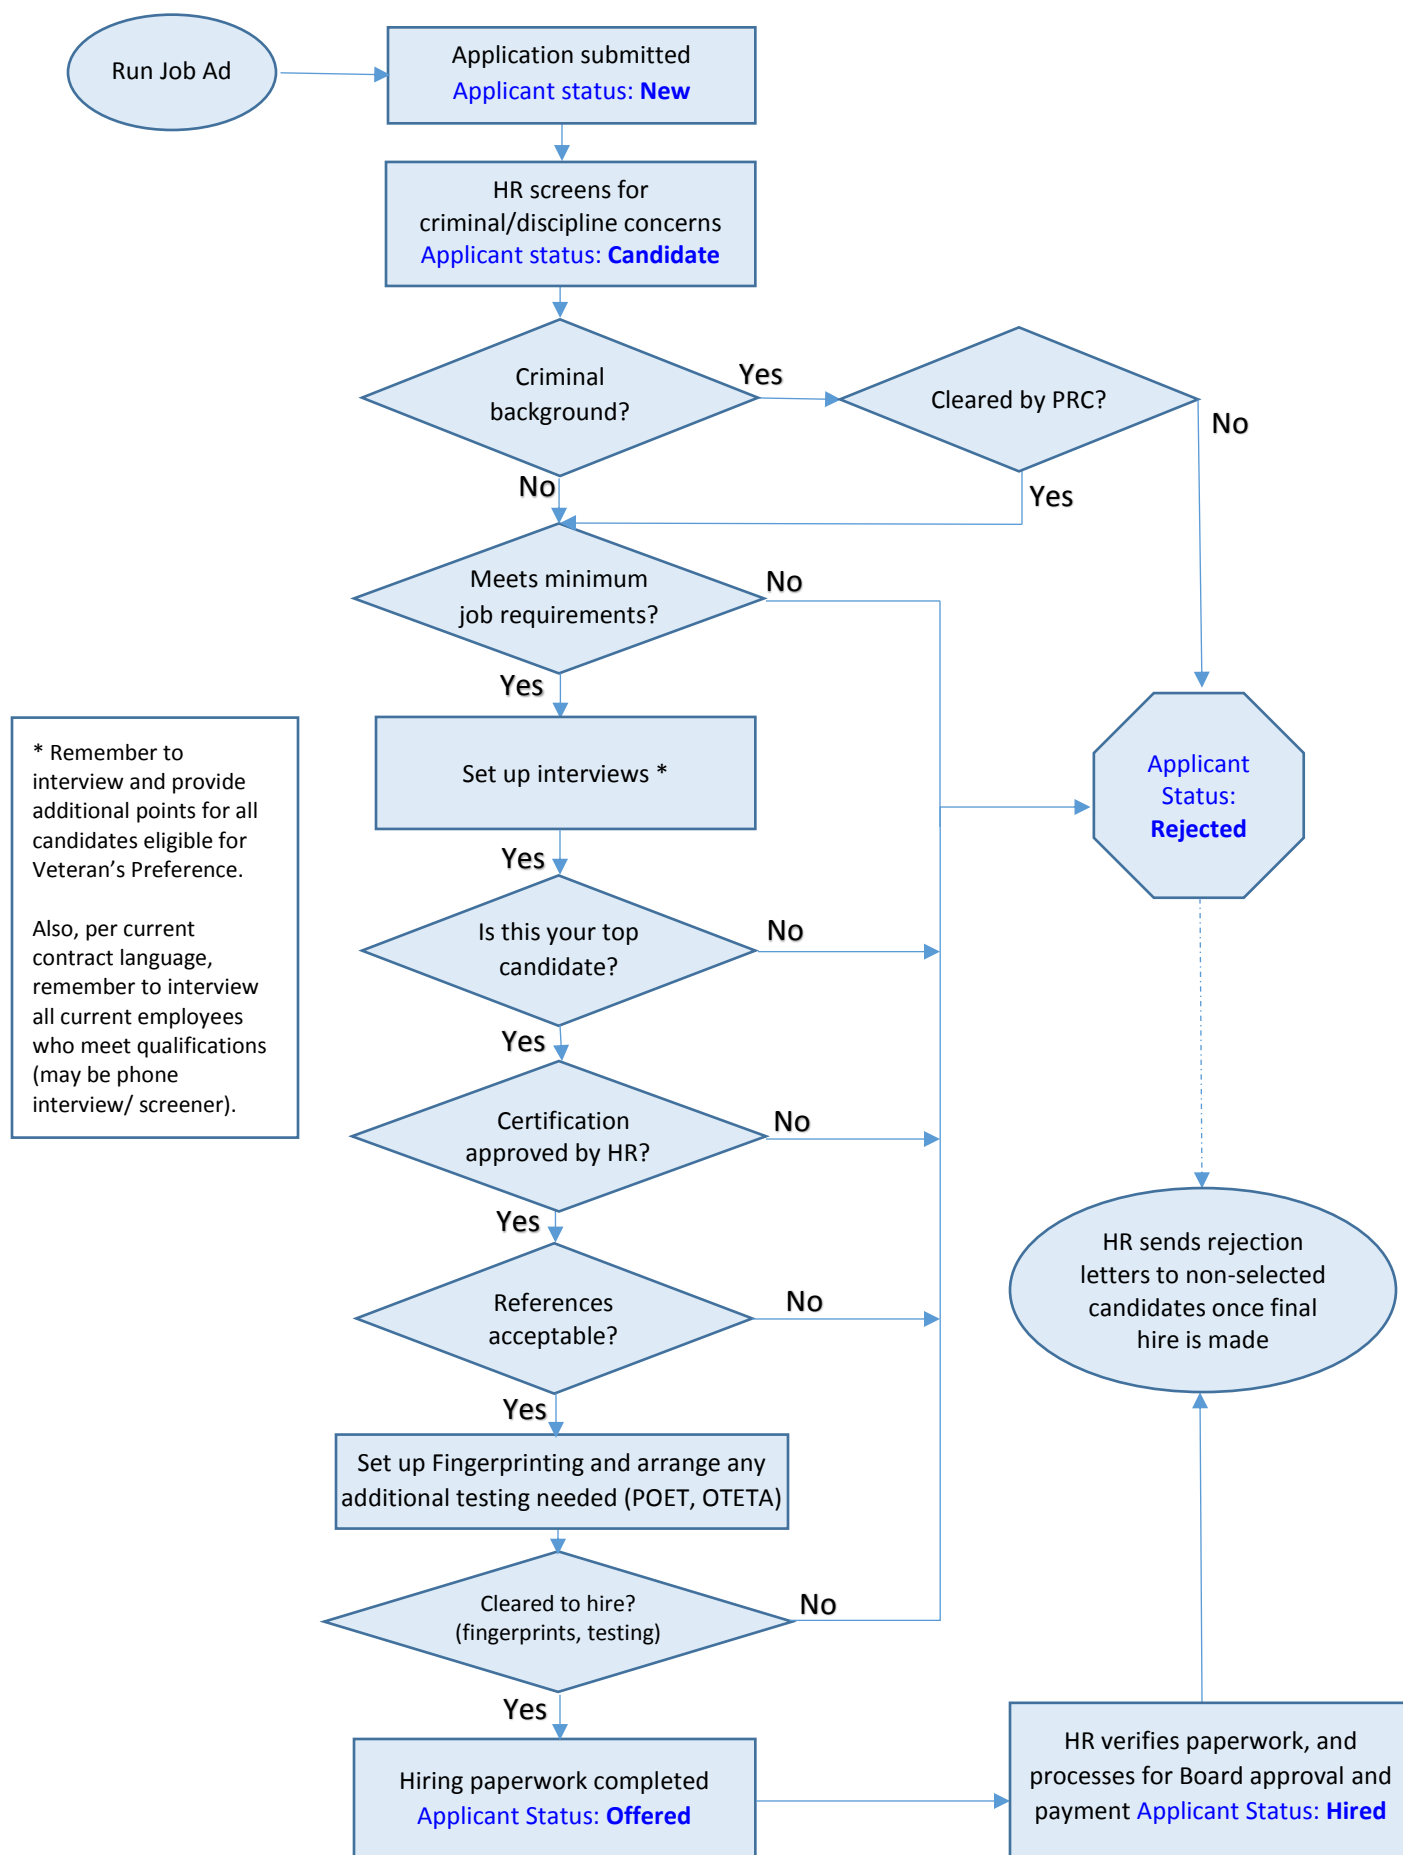 Run Job Ad
Application submitted
Applicant status: New
HR screens for
criminal/discipline concerns
Applicant status: Candidate
Criminal
background?
Yes
Cleared by PRC?
No
No
Yes
Meets minimum
job requirements?
No
Yes
* Remember to
interview and provide
additional points for all
candidates eligible for
Veteran’s Preference.
Also, per current
contract language,
remember to interview
all current employees
who meet qualifications
(may be phone
interview/ screener).
Set up interviews *
Applicant
Status:
Rejected
Yes
Is this your top
candidate?
No
Yes
Certification
approved by HR?
No
Yes
References
acceptable?
No
HR sends rejection
letters to non-selected
candidates once final
hire is made
Yes
Set up Fingerprinting and arrange any
additional testing needed (POET, OTETA)
Cleared to hire?
(fingerprints, testing)
No
Yes
Hiring paperwork completed
Applicant Status: Offered
HR verifies paperwork, and
processes for Board approval and
payment Applicant Status: Hired